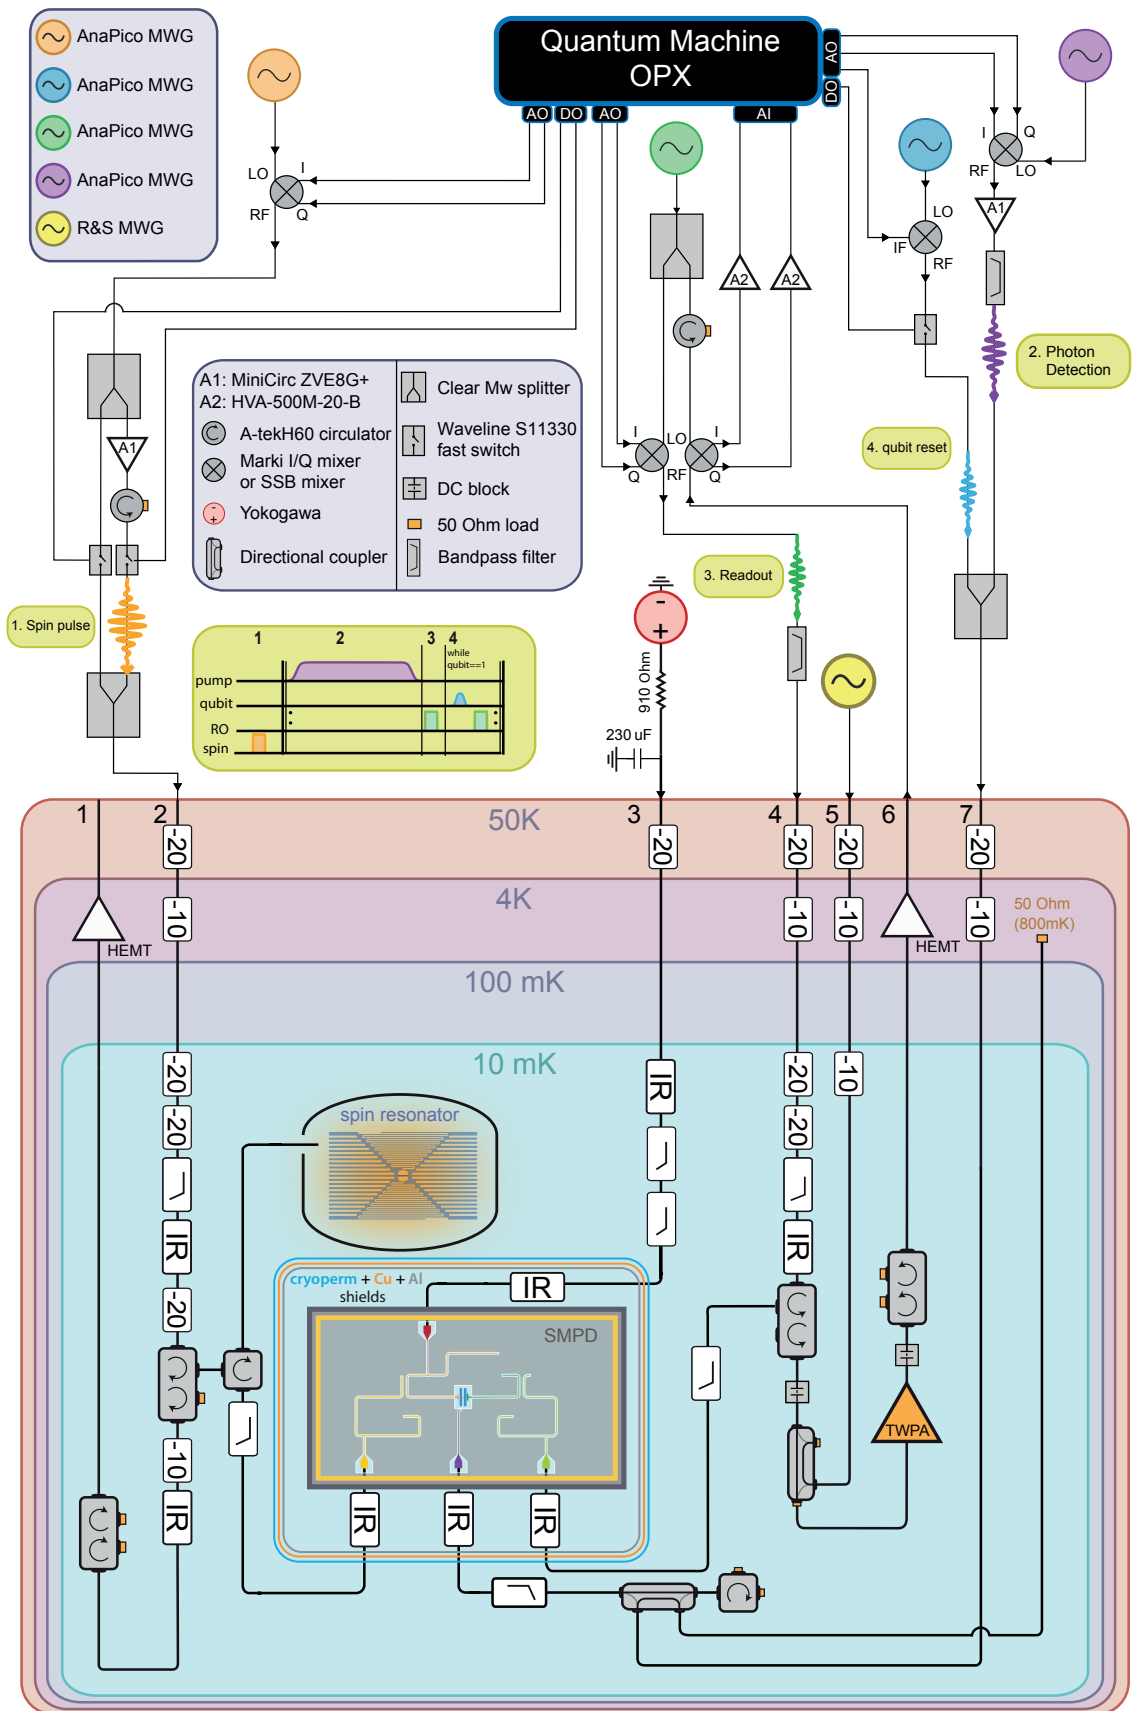 AnaPico MWG
AnaPico MWG
AnaPico MWG
AnaPico MWG
R&S MWG
Quantum Machine
OPX
AO
DO
AO
AI
AO
DO
LO
I
RF
Q
I
Q
RF
LO
A1
LO
IF
RF
A2
A2
2. Photon
Detection
A1: MiniCirc ZVE8G+
A2: HVA-500M-20-B
A-tekH60 circulator
Marki I/Q mixer
or SSB mixer
Yokogawa
Directional coupler
Clear Mw splitter
Waveline S11330
fast switch
DC block
50 Ohm load
Bandpass filter
A1
I
LO
Q
RF
Q
4. qubit reset
3. Readout
1. Spin pulse
1
2
3
4
while
qubit==1
pump
qubit
RO
spin
-
+
910 Ohm
230 uF
1
2
50K
3
4
5
6
7
-20
-20
-20
-20
-20
4K
-10
-10
-10
-10
HEMT
HEMT
50 Ohm
(800mK)
100 mK
10 mK
-20
IR
-20
-10
-20
-20
spin resonator
IR
IR
-20
cryoperm + Cu + Al
shields
IR
SMPD
TWPA
-10
IR
IR
IR
IR